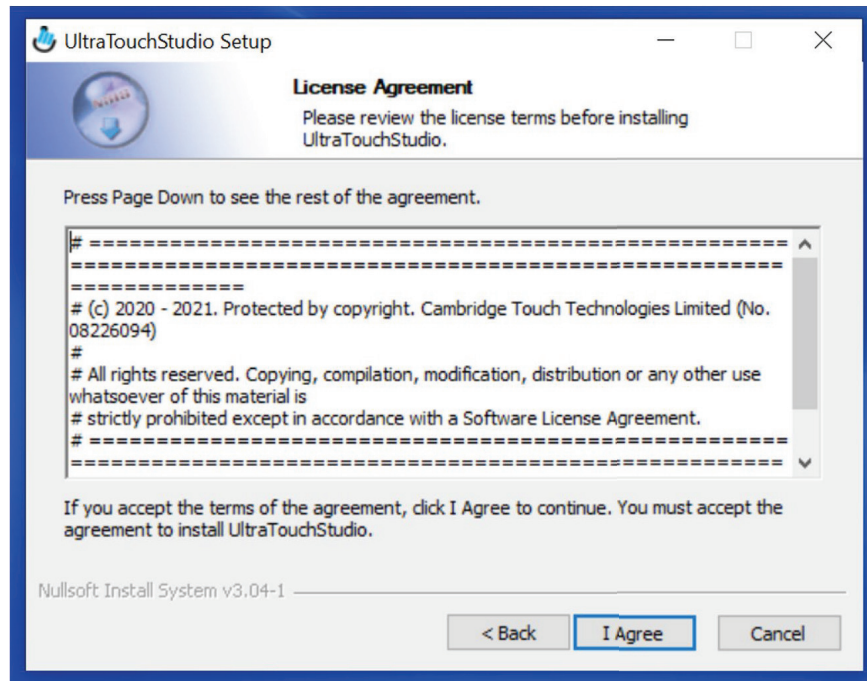 UltraTouchStudio Setup
License Agreement
Please review the license terms before installing
UltraTouchStudio.
Press Page Down to see the rest of the agreement.
# ====================================================
=====================================================
=============
# (c) 2020 - 2021. Protected by copyright. Cambridge Touch Technologies Limited (No.
08226094)
#
# All rights reserved. Copying, compilation, modification, distribution or any other use
whatsoever of this material is
# strictly prohibited except in accordance with a Software License Agreement.
# ====================================================
=====================================================
If you accept the terms of the agreement, click I Agree to continue. You must accept the
agreement to install UltraTouchStudio.
Nullsoft Install System v3.04-1
< Back I Agree Cancel